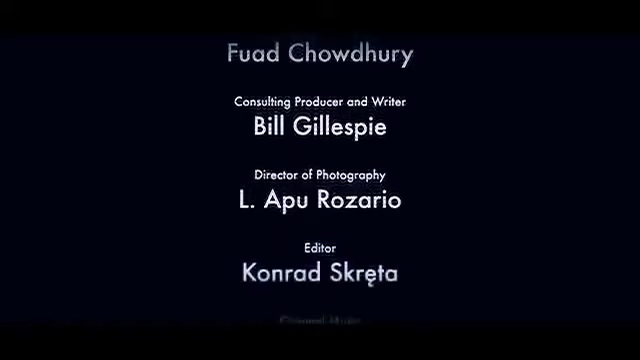 Fuad Chowdhury
Consulting Producer and Writer
Bill Gillespie
Director of Photography
L. Apu Rozario
Editor
Konrad Skręta